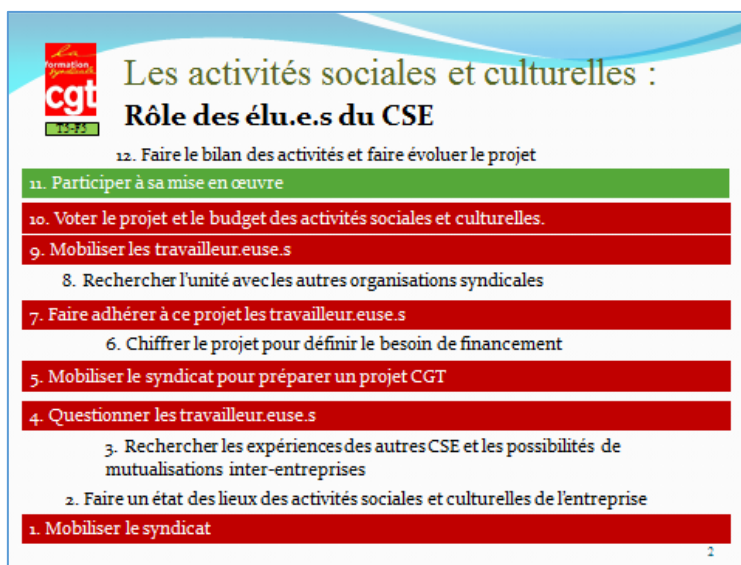 la
formation
syndicale
cgt
T5-F5
Les activités sociales et culturelles :
Rôle des élu.e.s du CSE
12. Faire le bilan des activités et faire évoluer le projet
11. Participer à sa mise en œuvre
10. Voter le projet et le budget des activités sociales et culturelles.
9. Mobiliser les travailleur.euse.s
8. Rechercher l'unité avec les autres organisations syndicales
7. Faire adhérer à ce projet les travailleur.euse.s
6. Chiffrer le projet pour définir le besoin de financement
5. Mobiliser le syndicat pour préparer un projet CGT
4. Questionner les travailleur.euse.s
3. Rechercher les expériences des autres CSE et les possibilités de
mutualisations inter-entreprises
2. Faire un état des lieux des activités sociales et culturelles de l'entreprise
1. Mobiliser le syndicat
2